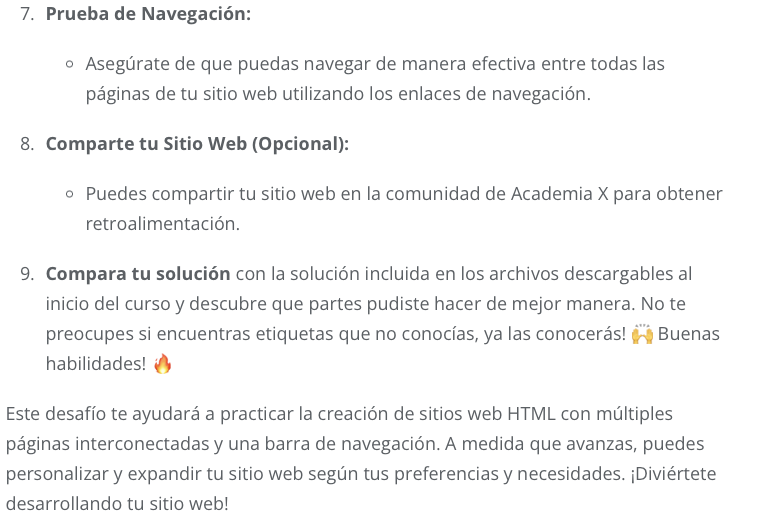 7. Prueba de Navegación:
○ Asegúrate de que puedas navegar de manera efectiva entre todas las
páginas de tu sitio web utilizando los enlaces de navegación.
8. Comparte tu Sitio Web (Opcional):
○ Puedes compartir tu sitio web en la comunidad de Academia X para obtener
retroalimentación.
9. Compara tu solución con la solución incluida en los archivos descargables al
inicio del curso y descubre que partes pudiste hacer de mejor manera. No te
preocupes si encuentras etiquetas que no conocías, ya las conocerás! 🙌 Buenas
habilidades! 🔥
Este desafío te ayudará a practicar la creación de sitios web HTML con múltiples
páginas interconectadas y una barra de navegación. A medida que avanzas, puedes
personalizar y expandir tu sitio web según tus preferencias y necesidades. ¡Diviértete
desarrollando tu sitio web!